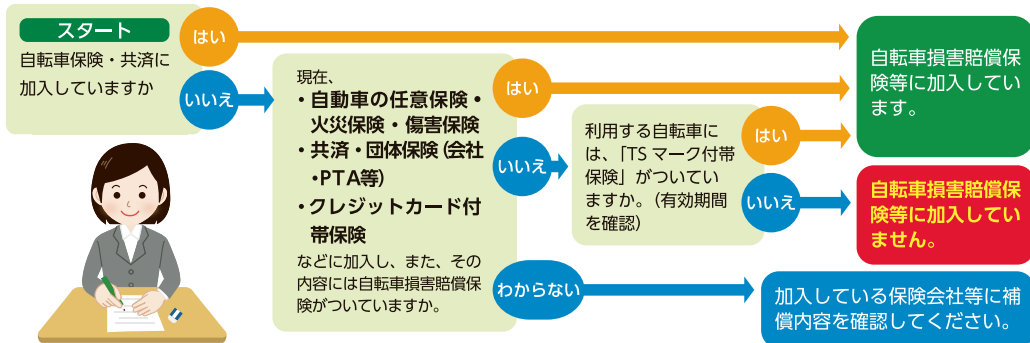 スタート
自転車保険・共済に
加入していますか
はい
いいえ
現在、
・自動車の任意保険・
火災保険・傷害保険
・共済・団体保険(会社
・PTA等)
・クレジットカード付
帯保険
などに加入し、また、その
内容には自転車損害賠償保
険がついていますか。
はい
いいえ
わからない
利用する自転車に
は、「TSマーク付帯
保険」がついてい
ますか。(有効期間
を確認)
はい
いいえ
自転車損害賠償保
険等に加入してい
ます。
自転車損害賠償保
険等に加入してい
ません。
加入している保険会社等に補
償内容を確認してください。